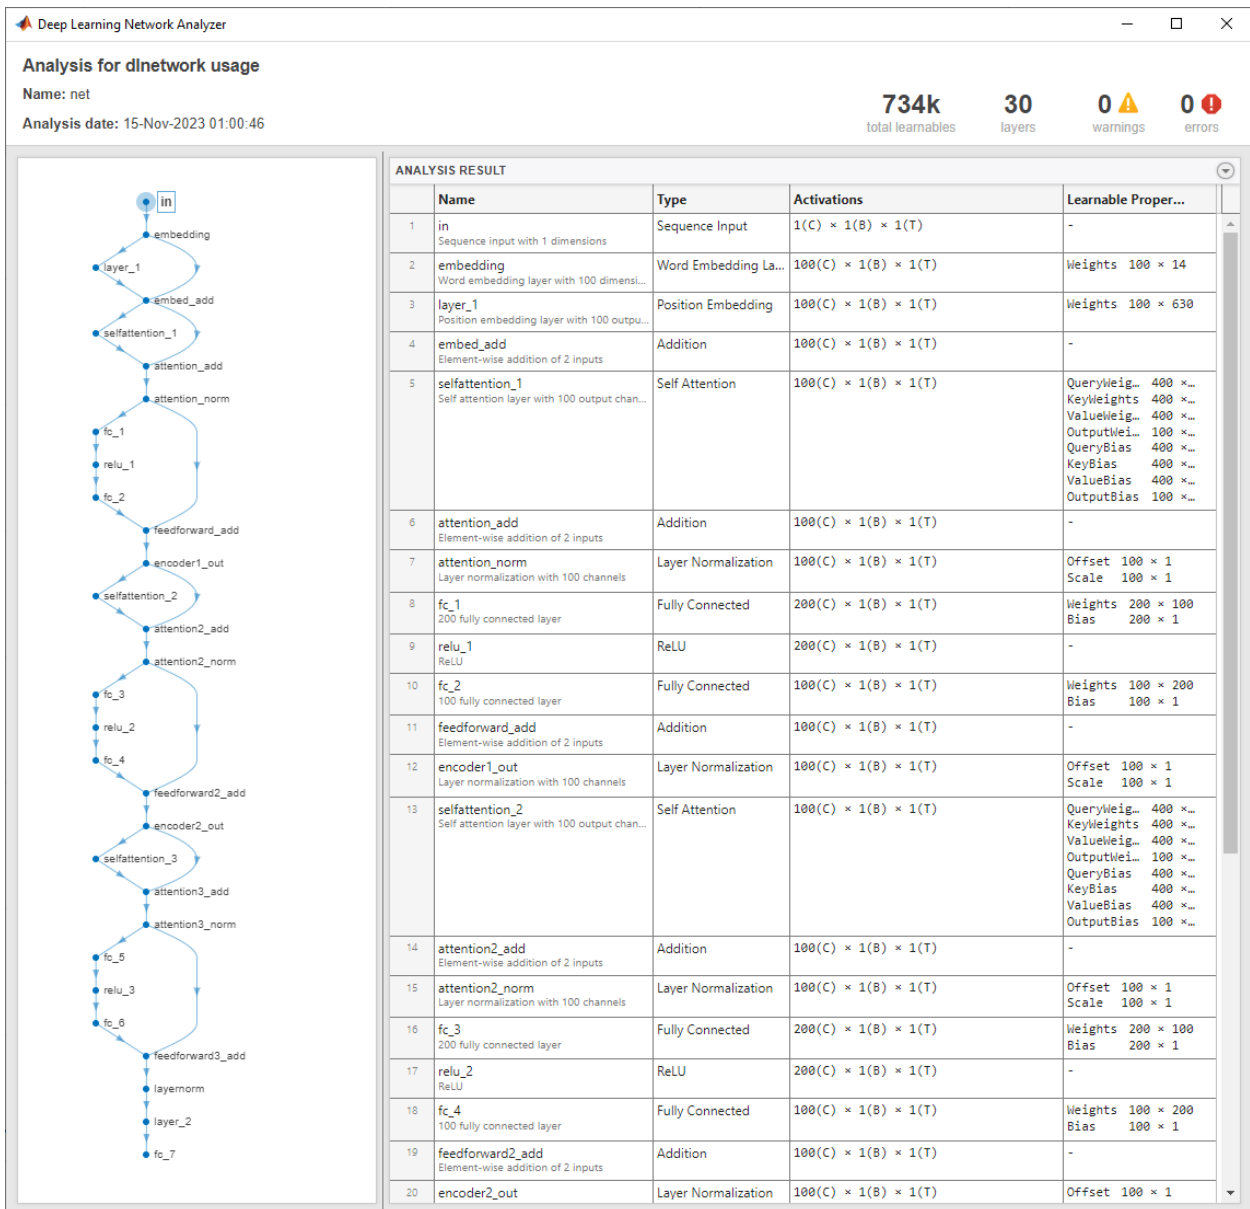 Deep Learning Network Analyzer
Analysis for dlnetwork usage
Name: net
Analysis date: 15-Nov-2023 01:00:46
734k
total learnables
30
layers
0
warnings
0
errors
in
embedding
layer_1
embed_add
selfattention_1
attention_add
attention_norm
fc_1
relu_1
fc_2
feedforward_add
encoder1_out
selfattention_2
attention2_add
attention2_norm
fc_3
relu_2
fc_4
feedforward2_add
encoder2_out
selfattention_3
attention3_add
attention3_norm
fc_5
relu_3
fc_6
feedforward3_add
layernorm
layer_2
fc_7
ANALYSIS RESULT
Name Type Activations Learnable Proper...
1 in Sequence Input 1(C) × 1(B) × 1(T) -
Sequence input with 1 dimensions
2 embedding Word Embedding La... 100(C) × 1(B) × 1(T) Weights 100 × 14
Word embedding layer with 100 dimensi...
3 layer_1 Position Embedding 100(C) × 1(B) × 1(T) Weights 100 × 630
Position embedding layer with 100 outpu...
4 embed_add Addition 100(C) × 1(B) × 1(T) -
Element-wise addition of 2 inputs
5 selfattention_1 Self Attention 100(C) × 1(B) × 1(T) QueryWeig… 400 ×…
Self attention layer with 100 output chan... KeyWeights 400 ×…
ValueWeig… 400 ×…
OutputWei… 100 ×…
QueryBias 400 ×…
KeyBias 400 ×…
ValueBias 400 ×…
OutputBias 100 ×…
6 attention_add Addition 100(C) × 1(B) × 1(T) -
Element-wise addition of 2 inputs
7 attention_norm Layer Normalization 100(C) × 1(B) × 1(T) Offset 100 × 1
Layer normalization with 100 channels Scale 100 × 1
8 fc_1 Fully Connected 200(C) × 1(B) × 1(T) Weights 200 × 100
200 fully connected layer Bias 200 × 1
9 relu_1 ReLU 200(C) × 1(B) × 1(T) -
ReLU
10 fc_2 Fully Connected 100(C) × 1(B) × 1(T) Weights 100 × 200
100 fully connected layer Bias 100 × 1
11 feedforward_add Addition 100(C) × 1(B) × 1(T) -
Element-wise addition of 2 inputs
12 encoder1_out Layer Normalization 100(C) × 1(B) × 1(T) Offset 100 × 1
Layer normalization with 100 channels Scale 100 × 1
13 selfattention_2 Self Attention 100(C) × 1(B) × 1(T) QueryWeig… 400 ×…
Self attention layer with 100 output chan... KeyWeights 400 ×…
ValueWeig… 400 ×…
OutputWei… 100 ×…
QueryBias 400 ×…
KeyBias 400 ×…
ValueBias 400 ×…
OutputBias 100 ×…
14 attention2_add Addition 100(C) × 1(B) × 1(T) -
Element-wise addition of 2 inputs
15 attention2_norm Layer Normalization 100(C) × 1(B) × 1(T) Offset 100 × 1
Layer normalization with 100 channels Scale 100 × 1
16 fc_3 Fully Connected 200(C) × 1(B) × 1(T) Weights 200 × 100
200 fully connected layer Bias 200 × 1
17 relu_2 ReLU 200(C) × 1(B) × 1(T) -
ReLU
18 fc_4 Fully Connected 100(C) × 1(B) × 1(T) Weights 100 × 200
100 fully connected layer Bias 100 × 1
19 feedforward2_add Addition 100(C) × 1(B) × 1(T) -
Element-wise addition of 2 inputs
20 encoder2_out Layer Normalization 100(C) × 1(B) × 1(T) Offset 100 × 1